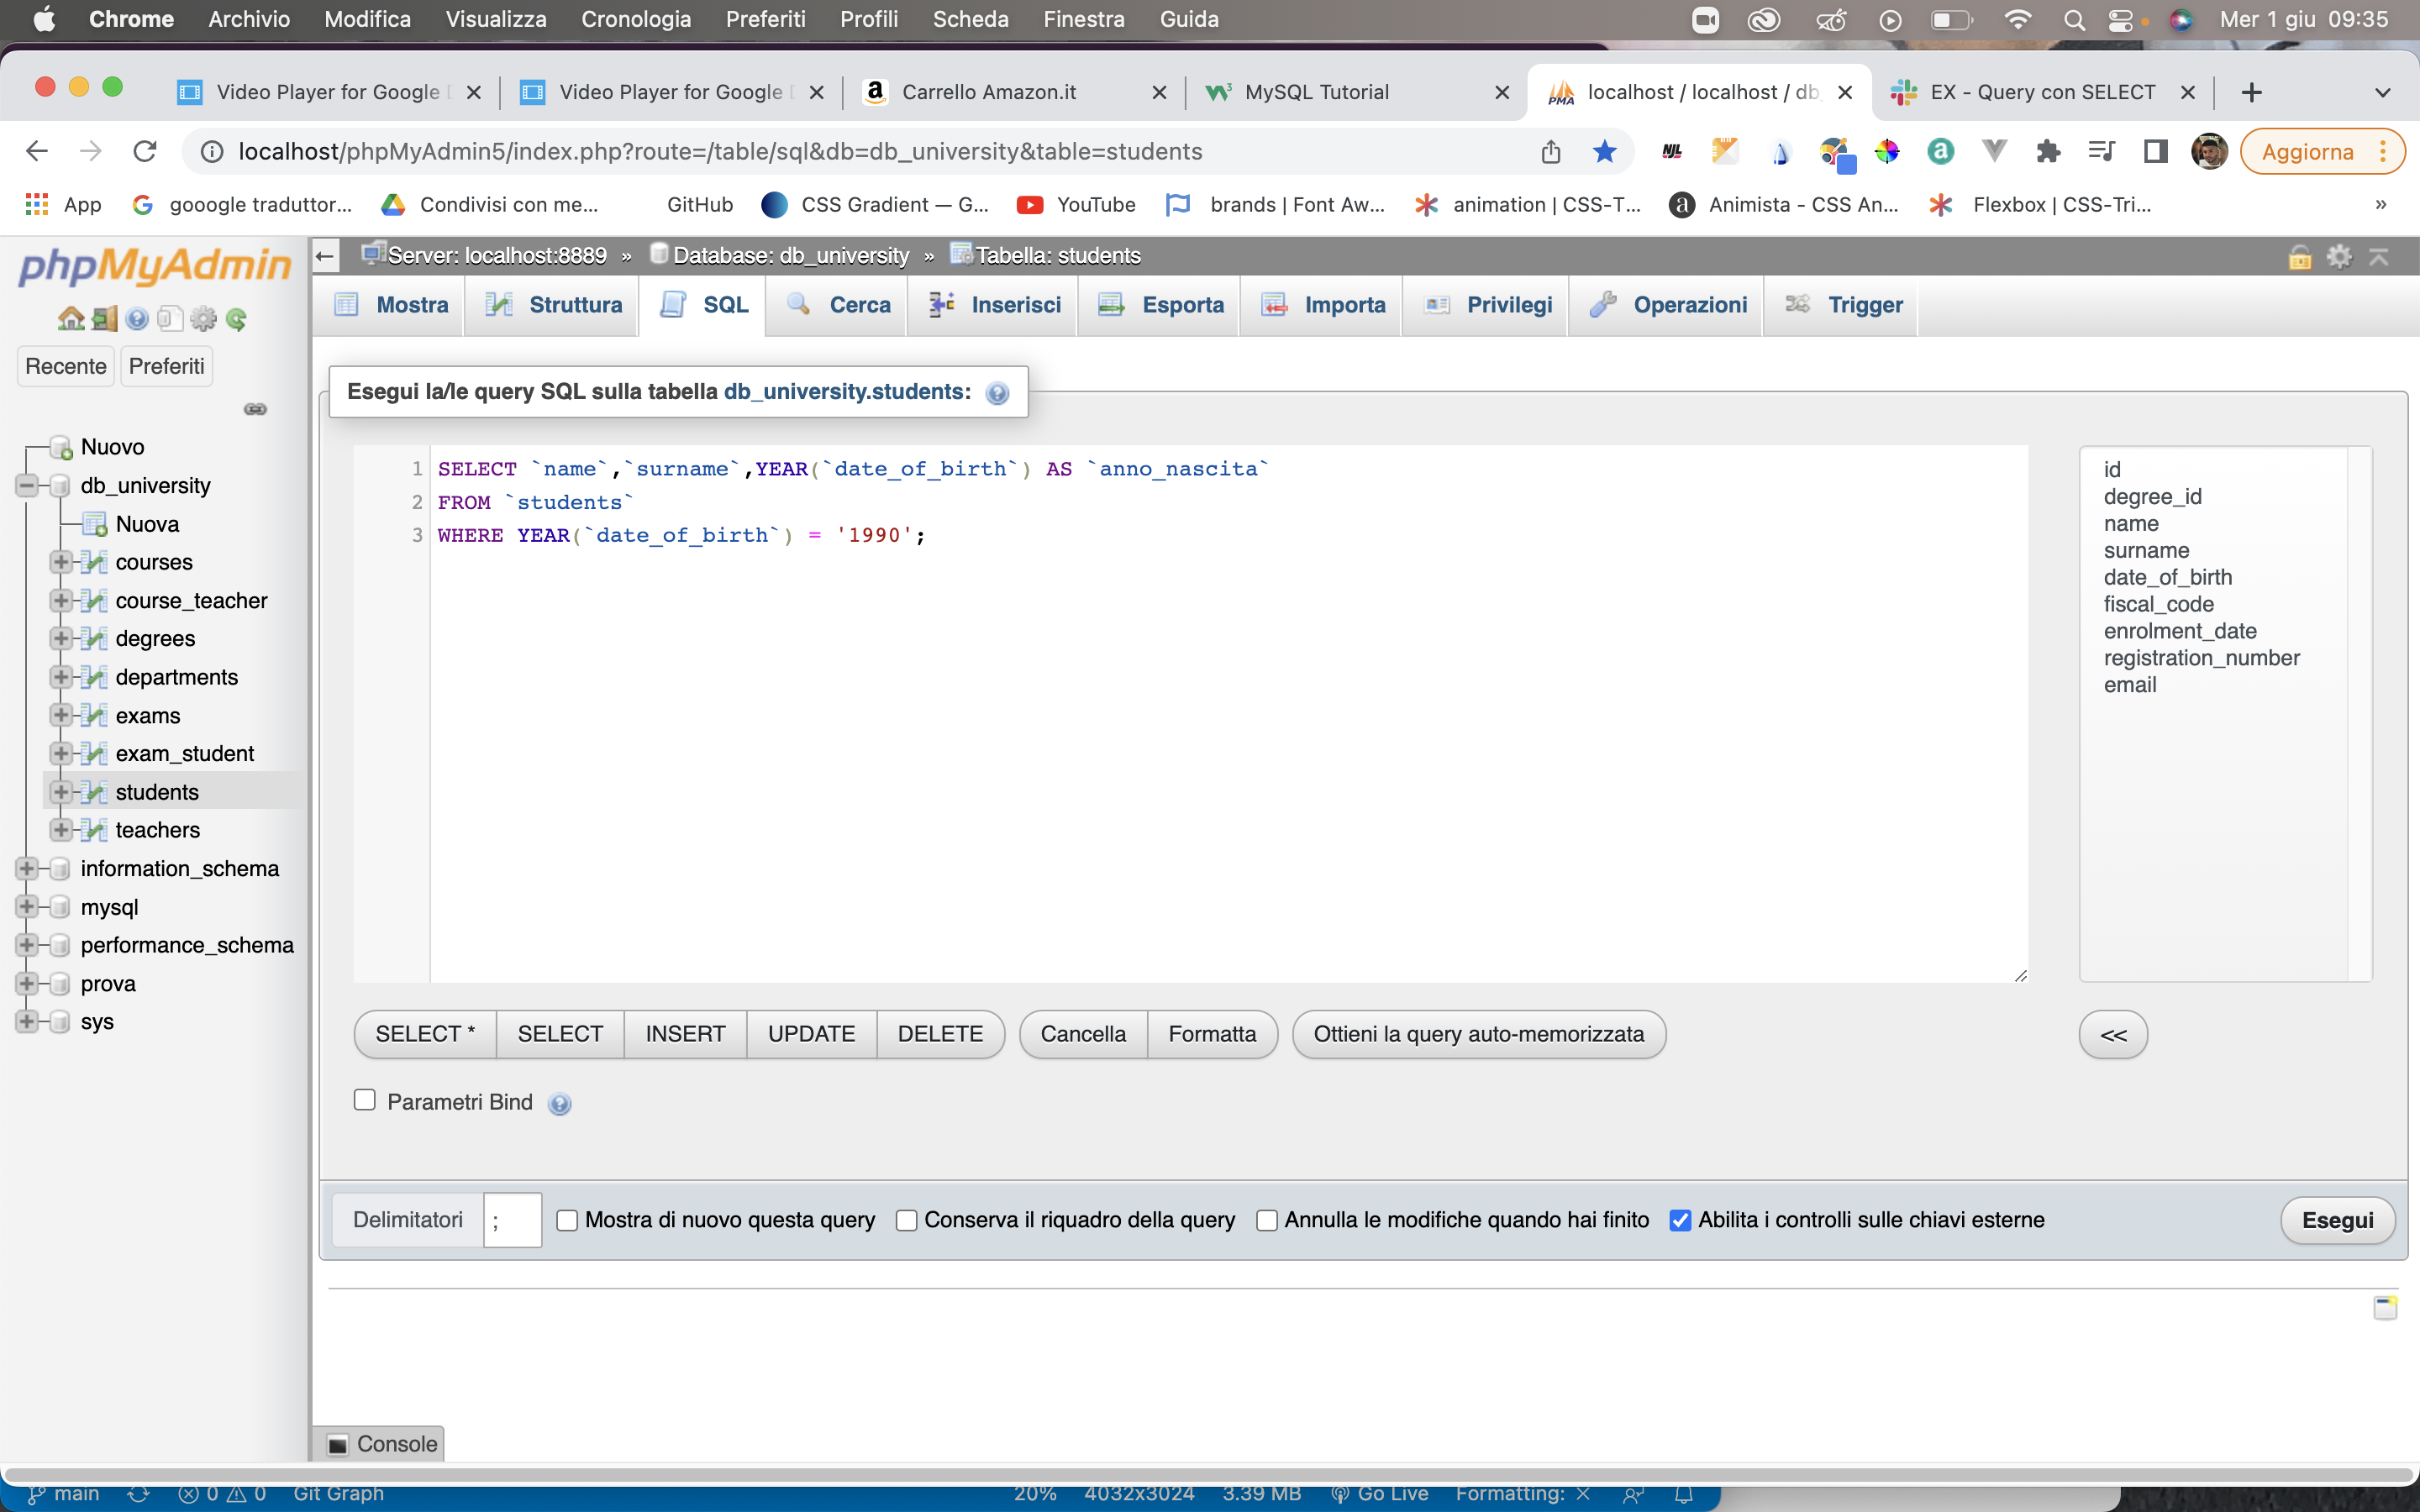 Chrome Archivio Modifica Visualizza Cronologia Preferiti Profili Scheda Finestra Guida Mer 1 giu 09:35
Video Player for Google Video Player for Google Carrello Amazon.it MySQL Tutorial localhost / localhost / db EX - Query con SELECT
localhost/phpMyAdmin5/index.php?route=/table/sql&db=db_university&table=students Aggiorna
App gooogle traduttor... Condivisi con me... GitHub CSS Gradient — G... YouTube brands | Font Aw... animation | CSS-T... Animista - CSS An... Flexbox | CSS-Tri... »
phpMyAdmin
Server: localhost:8889 » Database: db_university » Tabella: students
Mostra Struttura SQL Cerca Inserisci Esporta Importa Privilegi Operazioni Trigger
Recente Preferiti
Esegui la/le query SQL sulla tabella db_university.students:
Nuovo
db_university
Nuova
courses
course_teacher
degrees
departments
exams
exam_student
students
teachers
information_schema
mysql
performance_schema
prova
sys
1 SELECT `name`,`surname`,YEAR(`date_of_birth`) AS `anno_nascita`
2 FROM `students`
3 WHERE YEAR(`date_of_birth`) = '1990';
id
degree_id
name
surname
date_of_birth
fiscal_code
enrolment_date
registration_number
email
SELECT * SELECT INSERT UPDATE DELETE Cancella Formatta Ottieni la query auto-memorizzata <<
Parametri Bind
Delimitatori ; Mostra di nuovo questa query Conserva il riquadro della query Annulla le modifiche quando hai finito Abilita i controlli sulle chiavi esterne Esegui
Console
main 0 0 Git Graph 20% 4032x3024 3.39 MB Go Live Formatting: ×